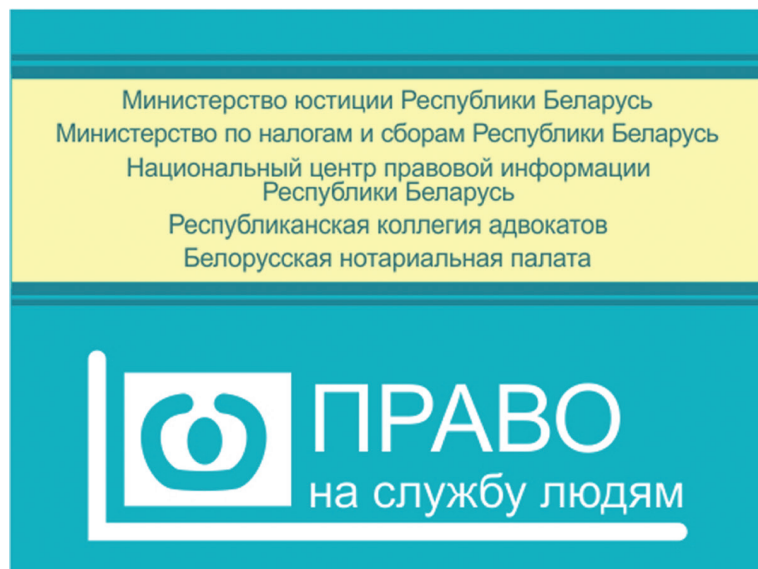 Министерство юстиции Республики Беларусь
Министерство по налогам и сборам Республики Беларусь
Национальный центр правовой информации
Республики Беларусь
Республиканская коллегия адвокатов
Белорусская нотариальная палата
ПРАВО
на службу людям